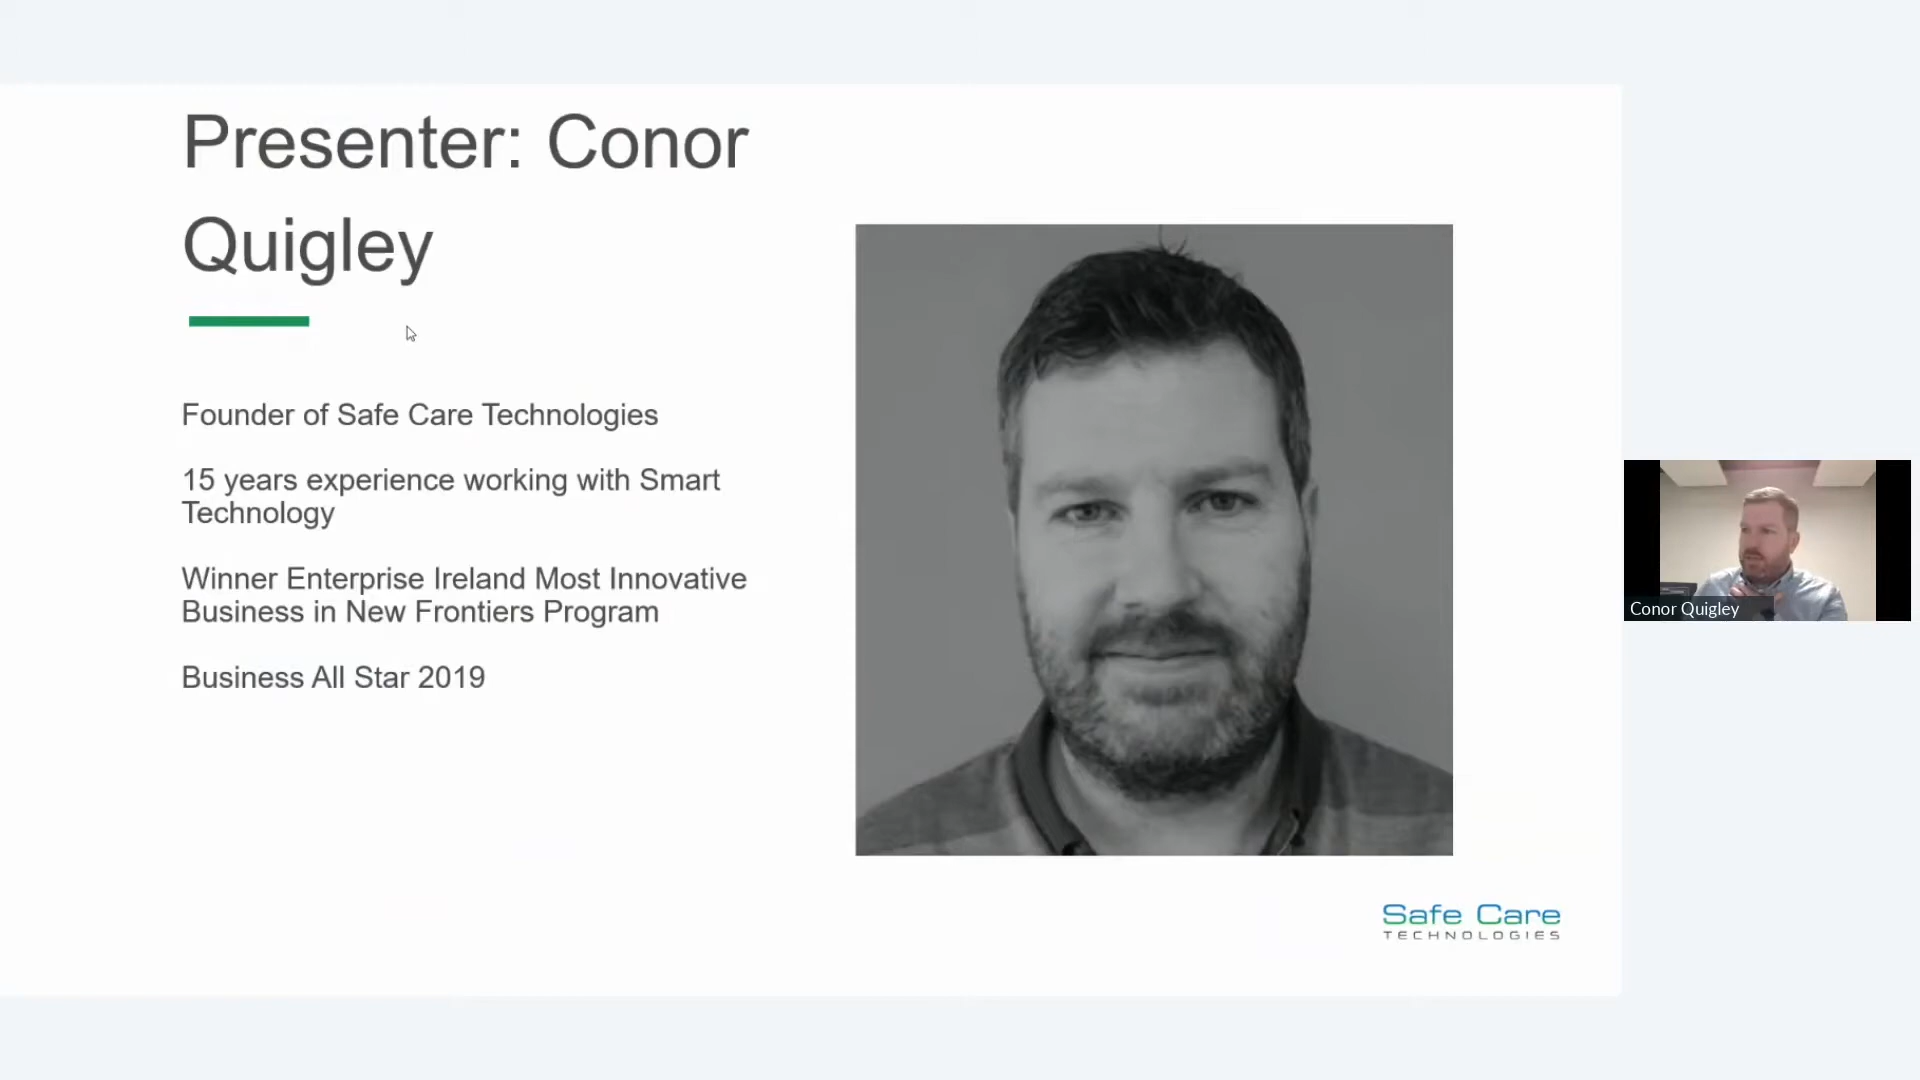 Presenter: Conor
Quigley
Founder of Safe Care Technologies
15 years experience working with Smart
Technology
Winner Enterprise Ireland Most Innovative
Business in New Frontiers Program
Business All Star 2019
Conor Quigley
Safe Care
TECHNOLOGIES